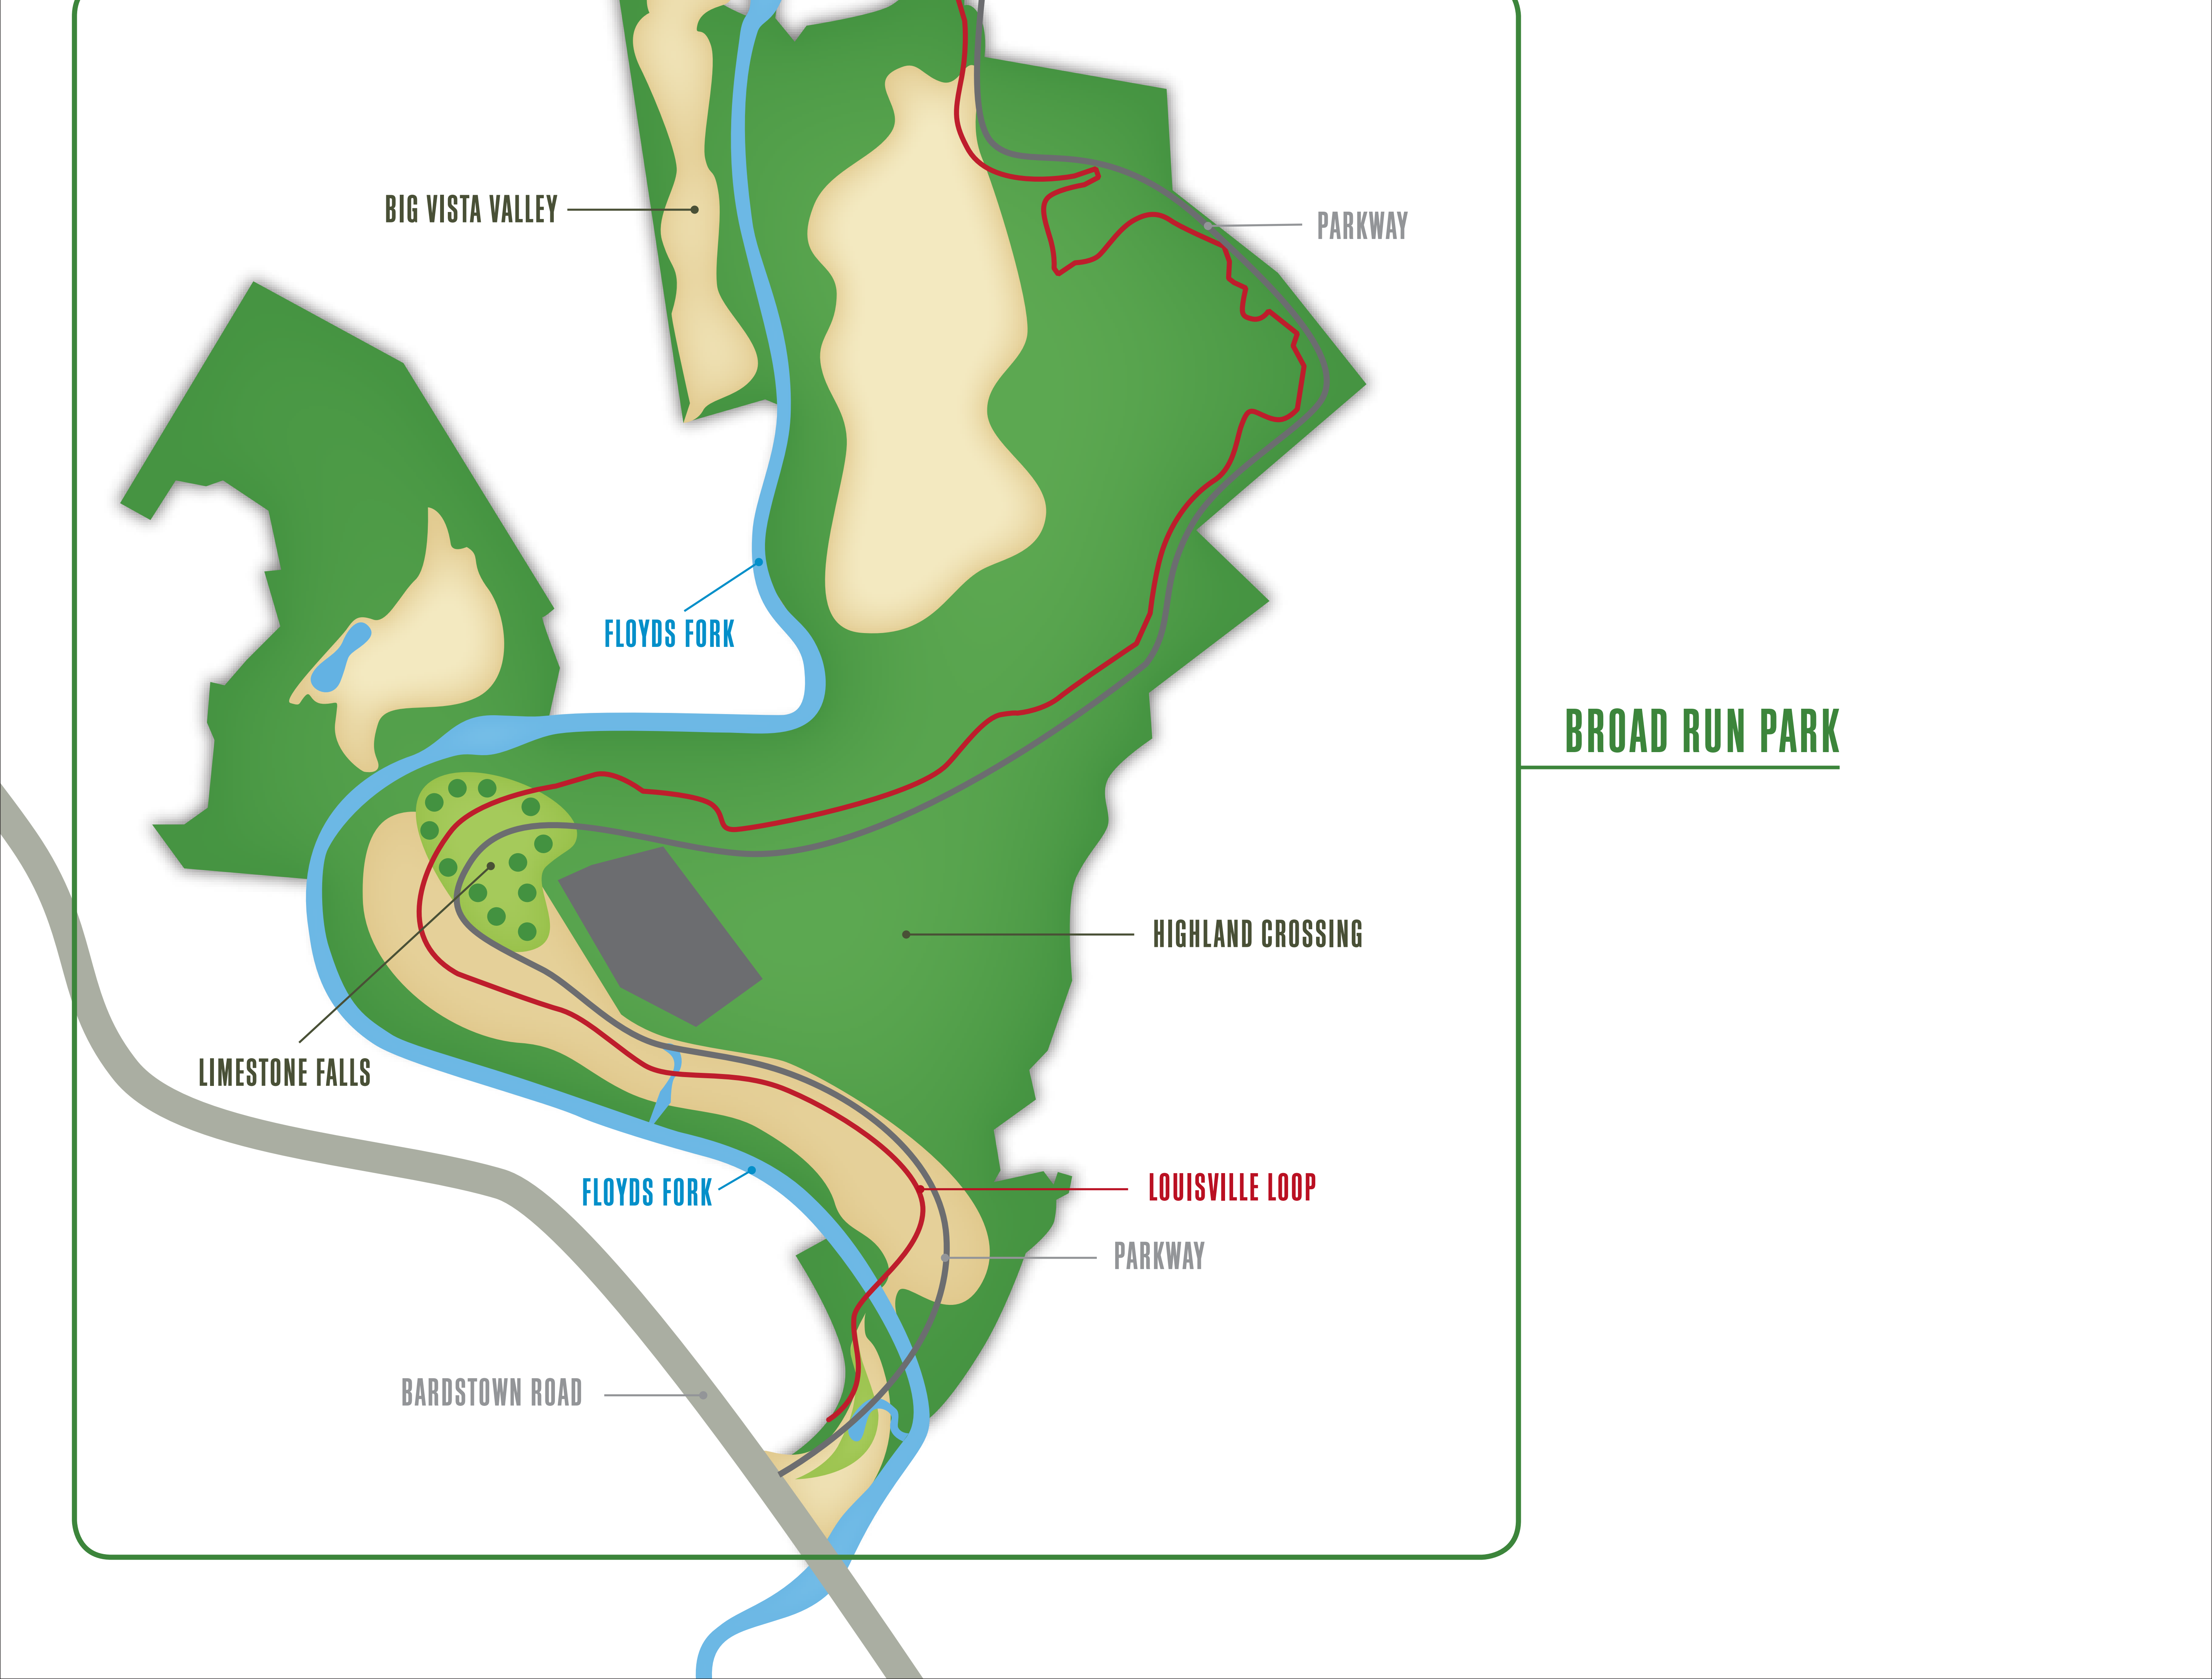 BIG VISTA VALLEY
PARKWAY
FLOYDS FORK
BROAD RUN PARK
HIGHLAND CROSSING
LIMESTONE FALLS
LOUISVILLE LOOP
FLOYDS FORK
PARKWAY
BARDSTOWN ROAD